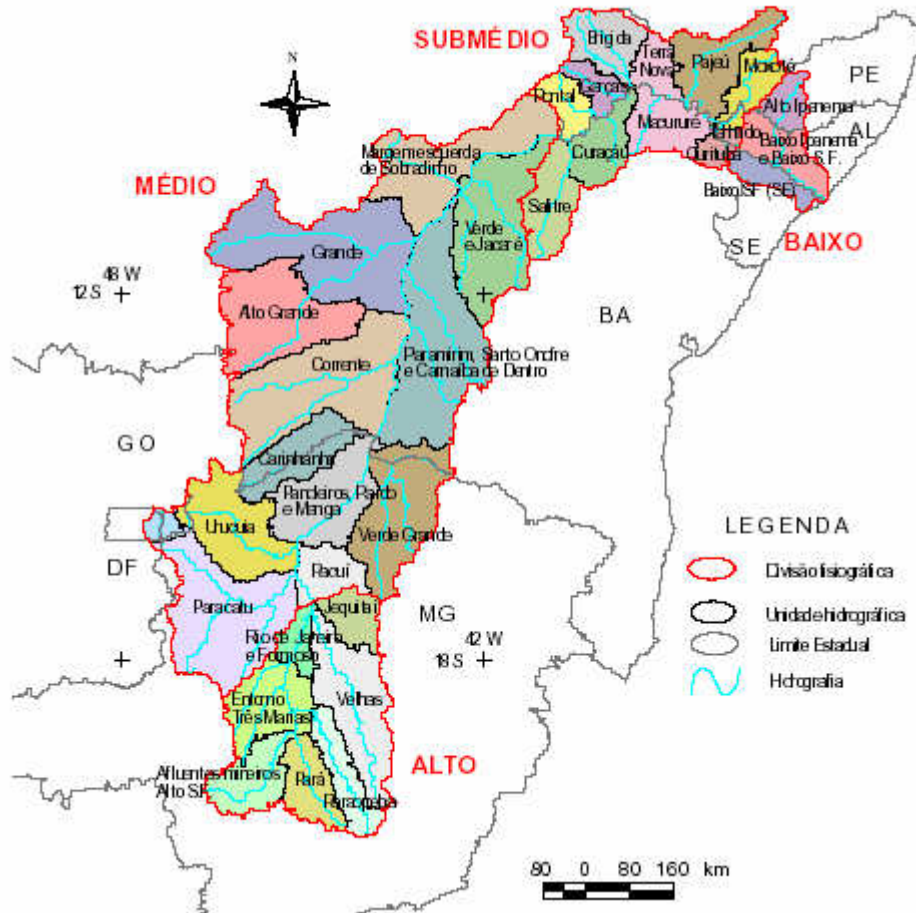 SUBMÉDIO
Brigida
Terra
Nova
Pajeú
Moxotó
PE
N
Garças
Pontal
Alto Ipanema
AL
Macururé
Curaçáu
Curituba
Baixo Ipanema
e Baixo S.F.
Margem esquerda
de Sobradinho
MÉDIO
Baixo SF (SE)
Salitre
Verde
e Jacaré
SE
BAIXO
Grande
48 W
12 S
Alto Grande
BA
Corrente
Paramirim, Santo Onofre
e Carnaiba de Dentro
GO
Carinhanha
Pandeiros, Pardo
e Manga
Urucuia
Verde Grande
LEGENDA
DF
Pacuí
Divisão fisiográfica
Paracatu
Jequitaí
MG
Unidade hidrográfica
Rio de Janeiro
e Formoso
42 W
18 S
Limite Estadual
Hidrografia
Entorno
Três Marias
Velhas
ALTO
Afluentes mineiros
Alto S.F.
Pará
Paraopeba
80 0 80 160 km